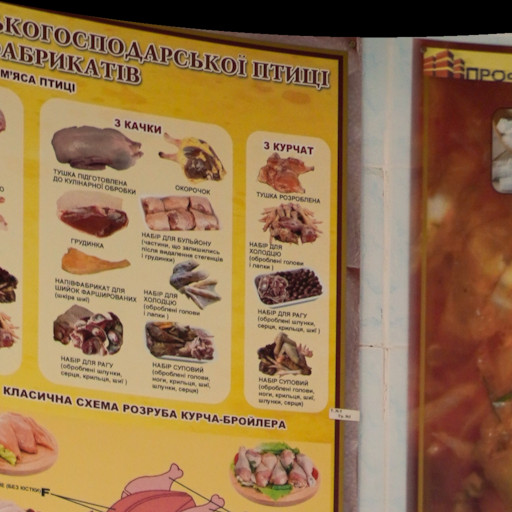 ЬКОГОСПОДАРСЬКОЇ ПТИЦІ
ФАБРИКАТІВ
М'ЯСА ПТИЦІ
З КАЧКИ
ТУШКА ПІДГОТОВЛЕНА
ДО КУЛІНАРНОЇ ОБРОБКИ
ОКОРОЧОК
ГРУДИНКА
НАБІР ДЛЯ БУЛЬЙОНУ
(частини, що залишились
після видалення стегенців
і грудинки)
НАПІВФАБРИКАТ ДЛЯ
ШИЙОК ФАРШИРОВАНИХ
(шкіра шиї)
НАБІР ДЛЯ
ХОЛОДЦЮ
(оброблені голови
і лапки )
НАБІР ДЛЯ РАГУ
(оброблені шлунки,
серця, крильця, шиї )
НАБІР СУПОВИЙ
(оброблені голови,
ноги, крильця, шиї,
шлунки, серця)
З КУРЧАТ
ТУШКА РОЗРОБЛЕНА
НАБІР ДЛЯ
ХОЛОДЦЮ
(оброблені голови
і лапки )
НАБІР ДЛЯ РАГУ
(оброблені шлунки,
серця, крильця, шиї )
НАБІР СУПОВИЙ
(оброблені голови,
ноги, крильця, шиї,
шлунки, серця)
КЛАСИЧНА СХЕМА РОЗРУБА КУРЧА-БРОЙЛЕРА
(БЕЗ КІСТКИ)
F
ПРОФ